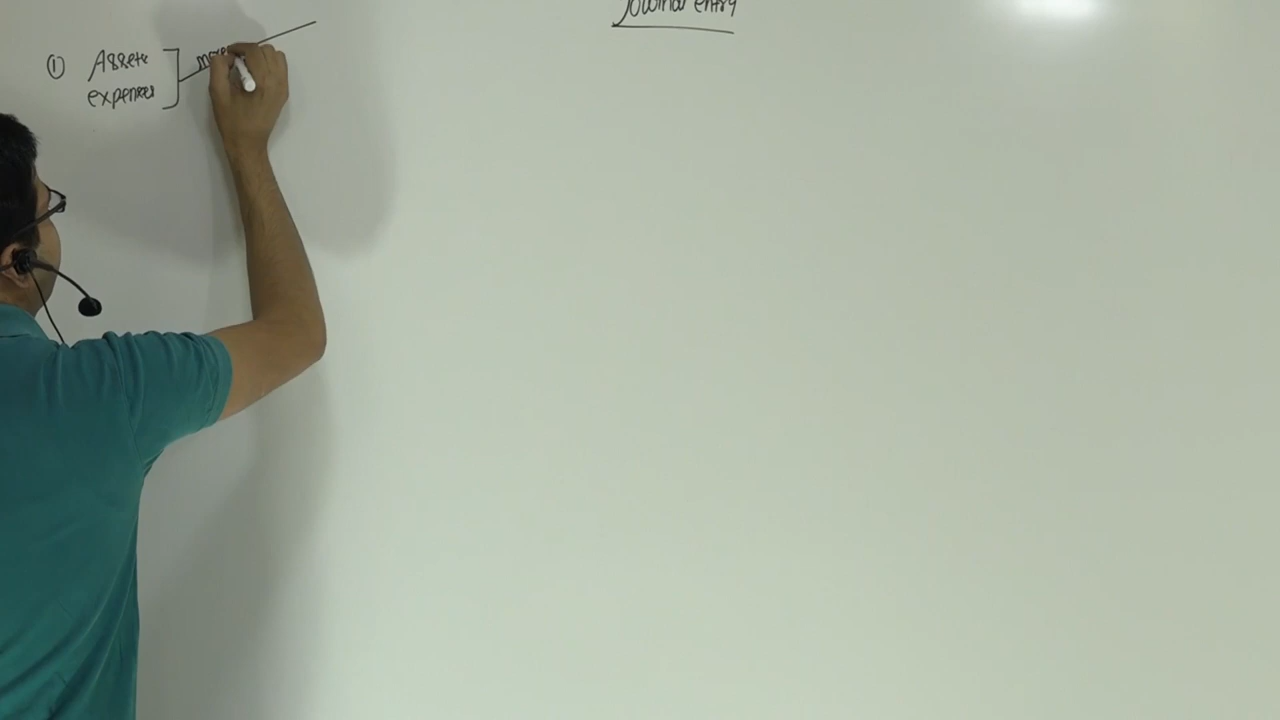 Journal entry
① Assets
expenses